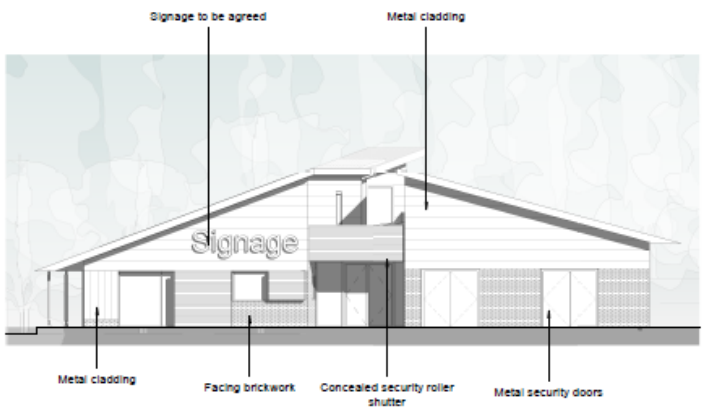 Signage to be agreed
Metal cladding
Signage
Metal cladding
Facing brickwork
Concealed security roller
shutter
Metal security doors